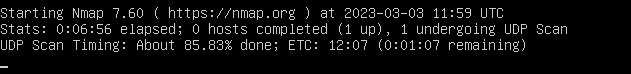 Starting Nmap 7.60 ( https://nmap.org ) at 2023-03-03 11:59 UTC
Stats: 0:06:56 elapsed; 0 hosts completed (1 up), 1 undergoing UDP Scan
UDP Scan Timing: About 85.83% done; ETC: 12:07 (0:01:07 remaining)